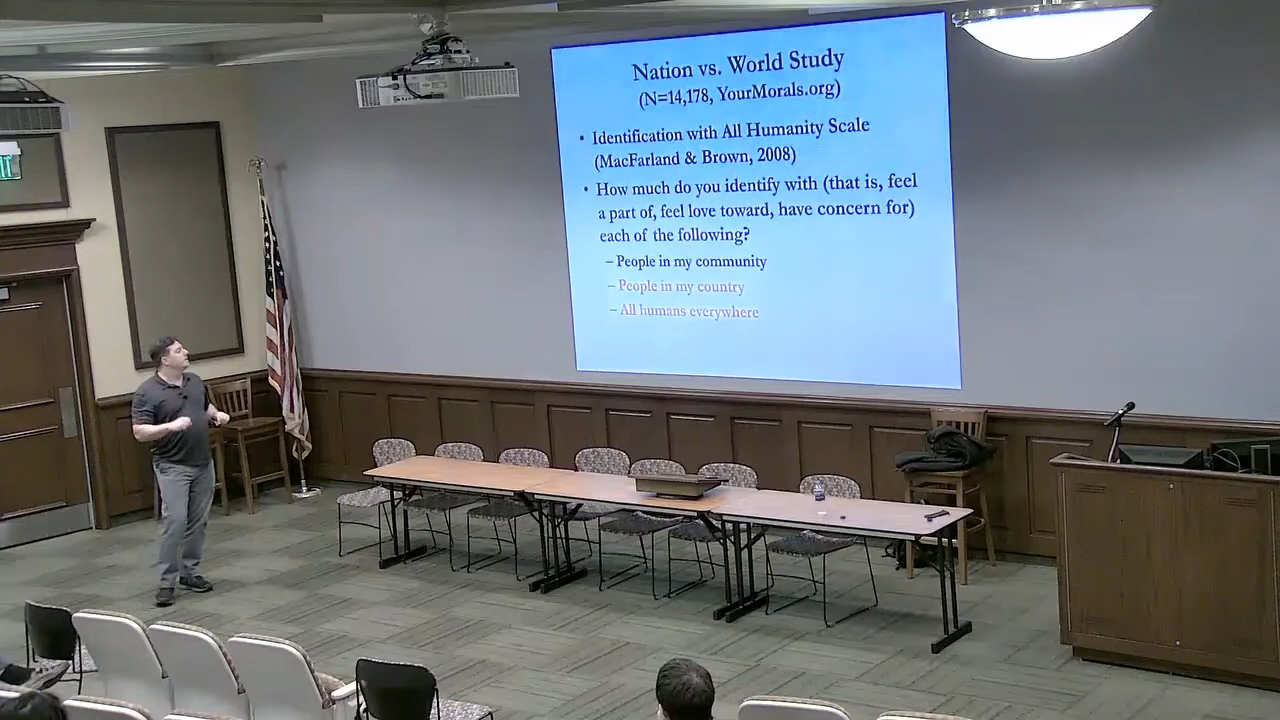 Nation vs. World Study
(N=14,178, YourMorals.org)
• Identification with All Humanity Scale
(MacFarland & Brown, 2008)
• How much do you identify with (that is, feel
a part of, feel love toward, have concern for)
each of the following?
– People in my community
– People in my country
– All humans everywhere